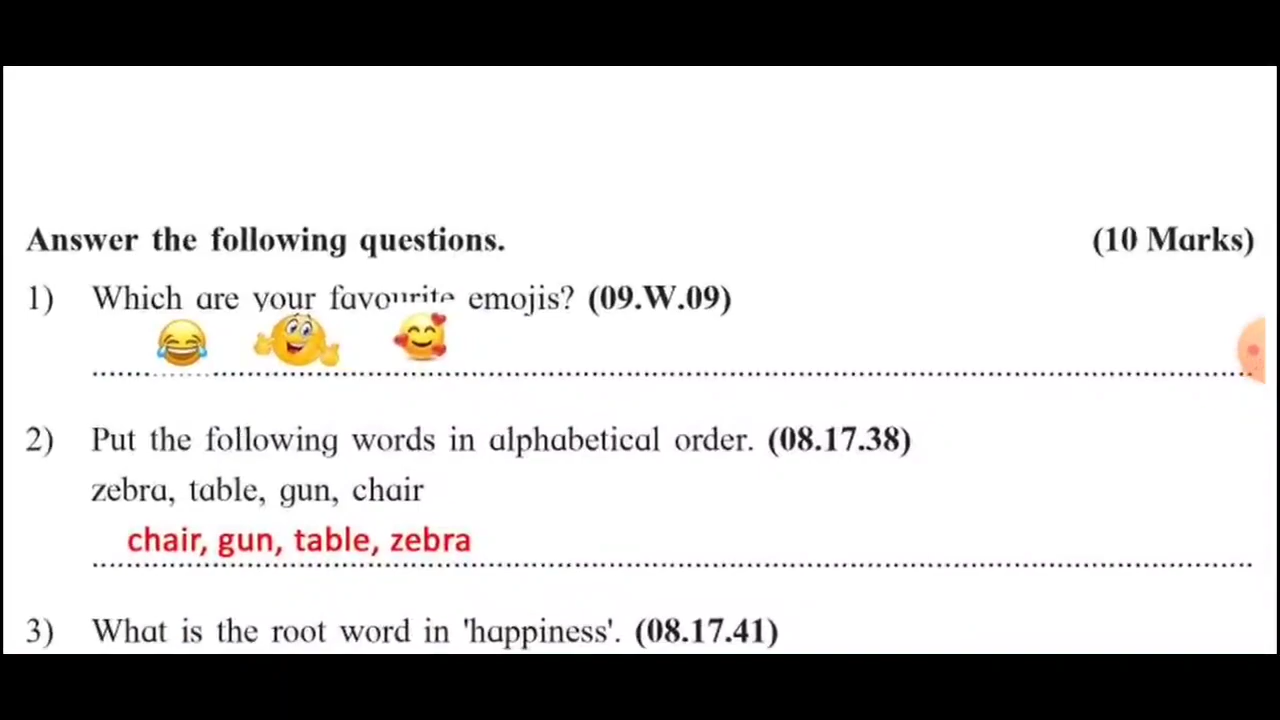 Answer the following questions. (10 Marks)
1) Which are your favourite emojis? (09.W.09)
2) Put the following words in alphabetical order. (08.17.38)
zebra, table, gun, chair
chair, gun, table, zebra
3) What is the root word in 'happiness'. (08.17.41)